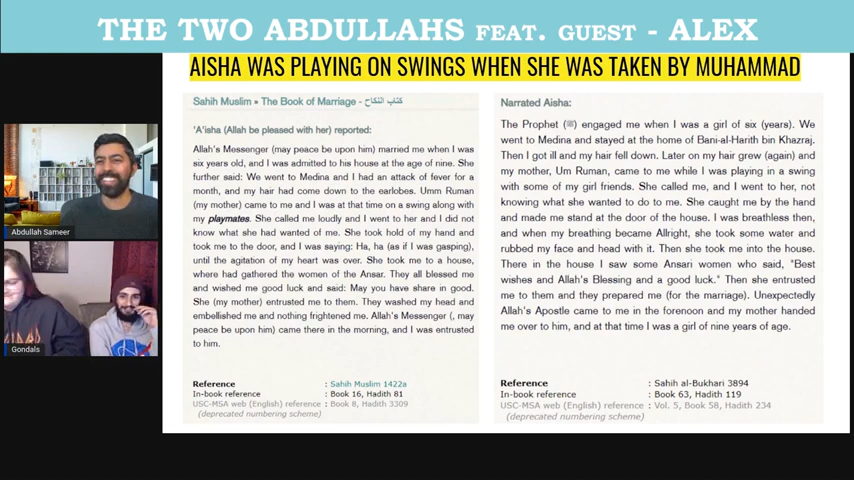 THE TWO ABDULLAHS FEAT. GUEST - ALEX
AISHA WAS PLAYING ON SWINGS WHEN SHE WAS TAKEN BY MUHAMMAD
Abdullah Sameer
Gondals
Sahih Muslim » The Book of Marriage - كتاب النكاح
'A'isha (Allah be pleased with her) reported:
Allah's Messenger (may peace be upon him) married me when I was
six years old, and I was admitted to his house at the age of nine. She
further said: We went to Medina and I had an attack of fever for a
month, and my hair had come down to the earlobes. Umm Ruman
(my mother) came to me and I was at that time on a swing along with
my playmates. She called me loudly and I went to her and I did not
know what she had wanted of me. She took hold of my hand and
took me to the door, and I was saying: Ha, ha (as if I was gasping),
until the agitation of my heart was over. She took me to a house,
where had gathered the women of the Ansar. They all blessed me
and wished me good luck and said: May you have share in good.
She (my mother) entrusted me to them. They washed my head and
embellished me and nothing frightened me. Allah's Messenger (, may
peace be upon him) came there in the morning, and I was entrusted
to him.
Reference : Sahih Muslim 1422a
In-book reference : Book 16, Hadith 81
USC-MSA web (English) reference : Book 8, Hadith 3309
(deprecated numbering scheme)
Narrated Aisha:
The Prophet (ﷺ) engaged me when I was a girl of six (years). We
went to Medina and stayed at the home of Bani-al-Harith bin Khazraj.
Then I got ill and my hair fell down. Later on my hair grew (again) and
my mother, Um Ruman, came to me while I was playing in a swing
with some of my girl friends. She called me, and I went to her, not
knowing what she wanted to do to me. She caught me by the hand
and made me stand at the door of the house. I was breathless then,
and when my breathing became Allright, she took some water and
rubbed my face and head with it. Then she took me into the house.
There in the house I saw some Ansari women who said, "Best
wishes and Allah's Blessing and a good luck." Then she entrusted
me to them and they prepared me (for the marriage). Unexpectedly
Allah's Apostle came to me in the forenoon and my mother handed
me over to him, and at that time I was a girl of nine years of age.
Reference : Sahih al-Bukhari 3894
In-book reference : Book 63, Hadith 119
USC-MSA web (English) reference : Vol. 5, Book 58, Hadith 234
(deprecated numbering scheme)